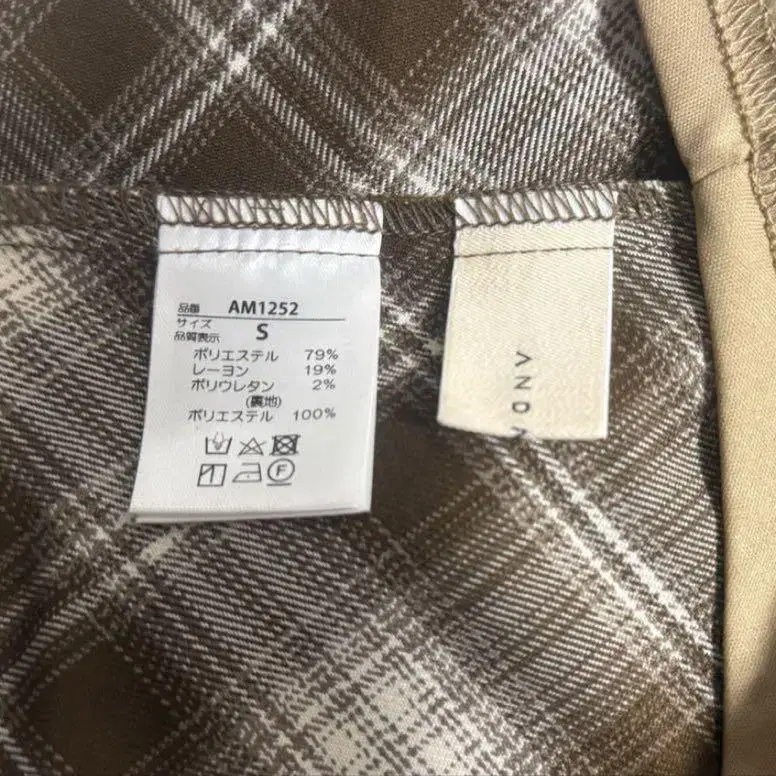 品番 AM1252
サイズ S
品質表示
ポリエステル 79%
レーヨン 19%
ポリウレタン 2%
(裏地)
ポリエステル 100%
F